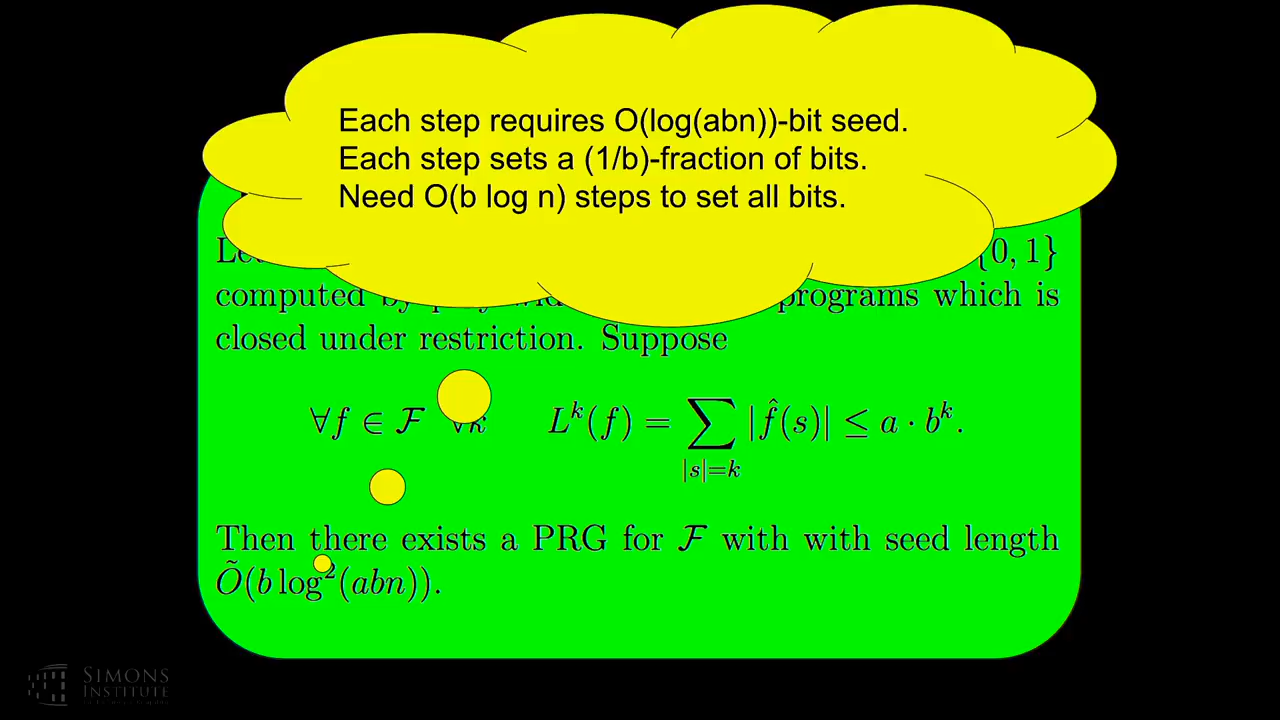 Each step requires O(log(abn))-bit seed.
Each step sets a (1/b)-fraction of bits.
Need O(b log n) steps to set all bits.
{0, 1}
computed programs which is
closed under restriction. Suppose
∀f ∈ ℱ ∀k L^k(f) = ∑_{|s|=k} |f̂(s)| ≤ a · b^k.
Then there exists a PRG for ℱ with with seed length
Õ(b log²(abn)).
SIMONS
INSTITUTE